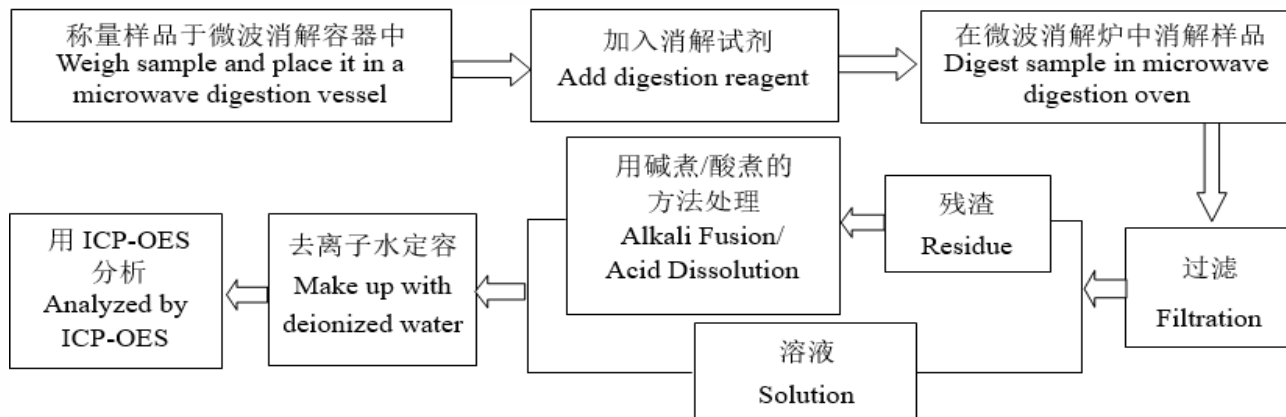 称量样品于微波消解容器中
Weigh sample and place it in a
microwave digestion vessel
加入消解试剂
Add digestion reagent
在微波消解炉中消解样品
Digest sample in microwave
digestion oven
过滤
Filtration
残渣
Residue
用碱煮/酸煮的
方法处理
Alkali Fusion/
Acid Dissolution
溶液
Solution
去离子水定容
Make up with
deionized water
用 ICP-OES
分析
Analyzed by
ICP-OES